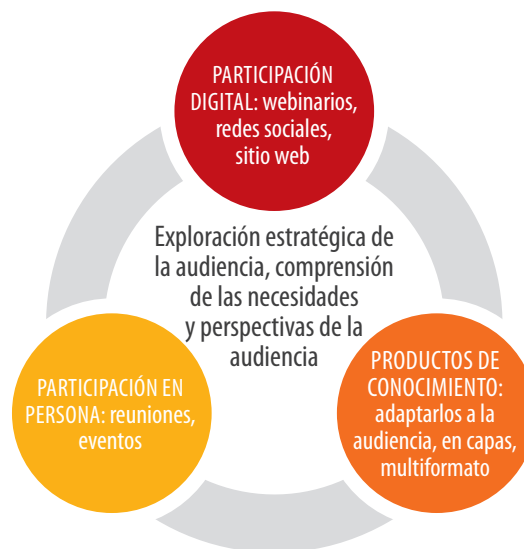 PARTICIPACIÓN
DIGITAL: webinarios,
redes sociales,
sitio web
Exploración estratégica de
la audiencia, comprensión
de las necesidades
y perspectivas de la
audiencia
PARTICIPACIÓN EN
PERSONA: reuniones,
eventos
PRODUCTOS DE
CONOCIMIENTO:
adaptarlos a la
audiencia, en capas,
multiformato